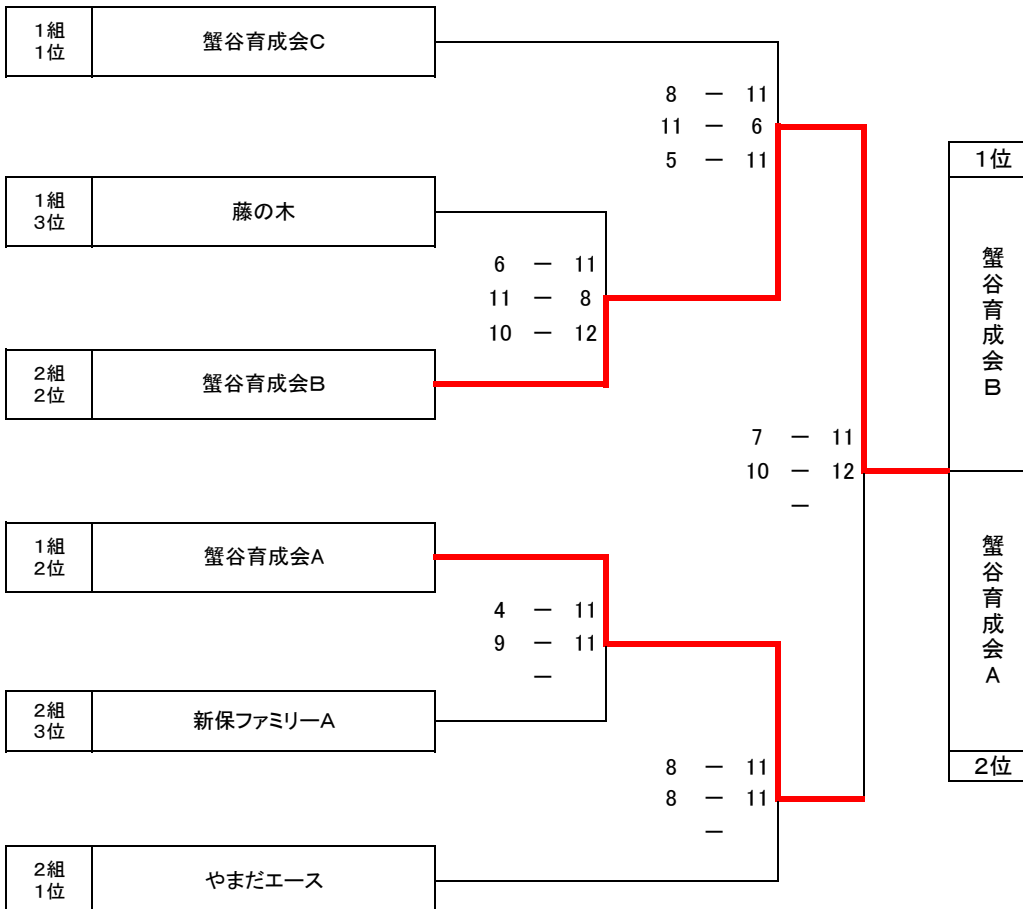 1組
1位
蟹谷育成会C
8 － 11
11 － 6
5 － 11
1組
3位
藤の木
6 － 11
11 － 8
10 － 12
2組
2位
蟹谷育成会B
7 － 11
10 － 12
－
1組
2位
蟹谷育成会A
4 － 11
9 － 11
－
2組
3位
新保ファミリーA
8 － 11
8 － 11
－
2組
1位
やまだエース
1位
蟹谷育成会B
蟹谷育成会A
2位